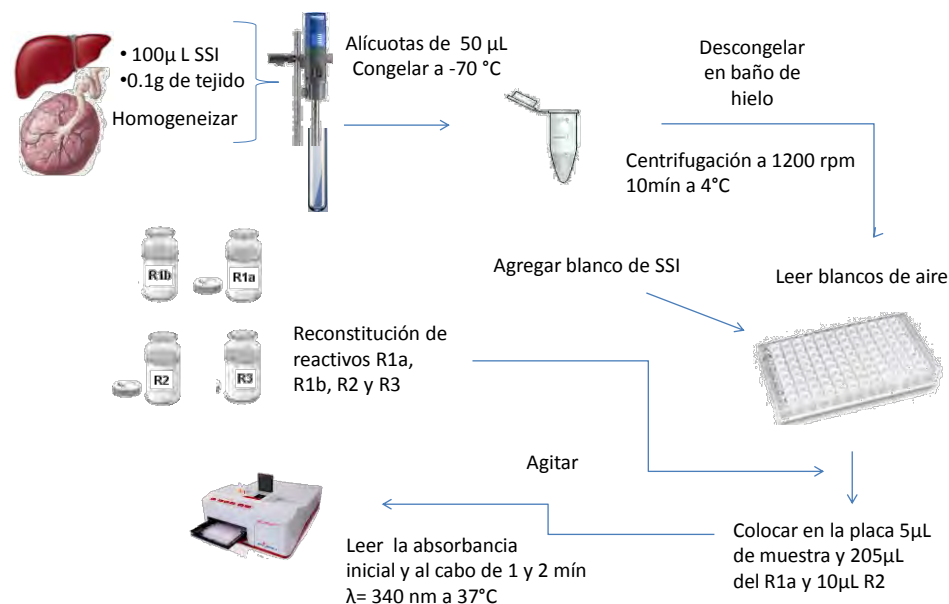 • 100µ L SSI
•0.1g de tejido
Homogeneizar
Alícuotas de 50 µL
Congelar a -70 °C
Descongelar
en baño de
hielo
Centrifugación a 1200 rpm
10mín a 4°C
R1b
R1a
R2
R3
Reconstitución de
reactivos R1a,
R1b, R2 y R3
Agregar blanco de SSI
Leer blancos de aire
Agitar
Colocar en la placa 5µL
de muestra y 205µL
del R1a y 10µL R2
Leer la absorbancia
inicial y al cabo de 1 y 2 mín
λ= 340 nm a 37°C